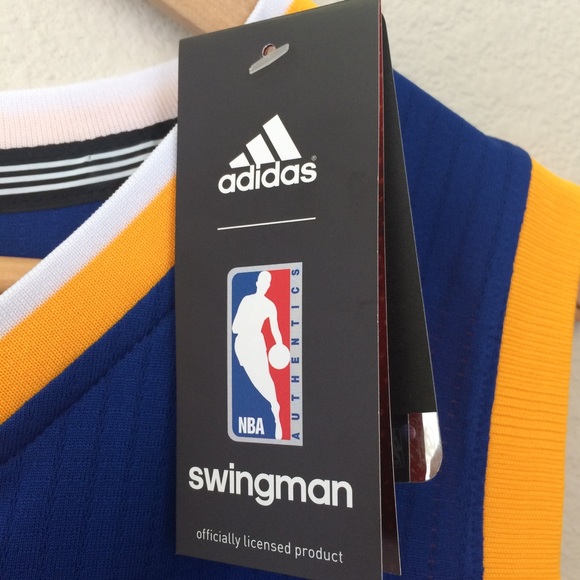 adidas®
NBA
AUTHENTICS
swingman
officially licensed product